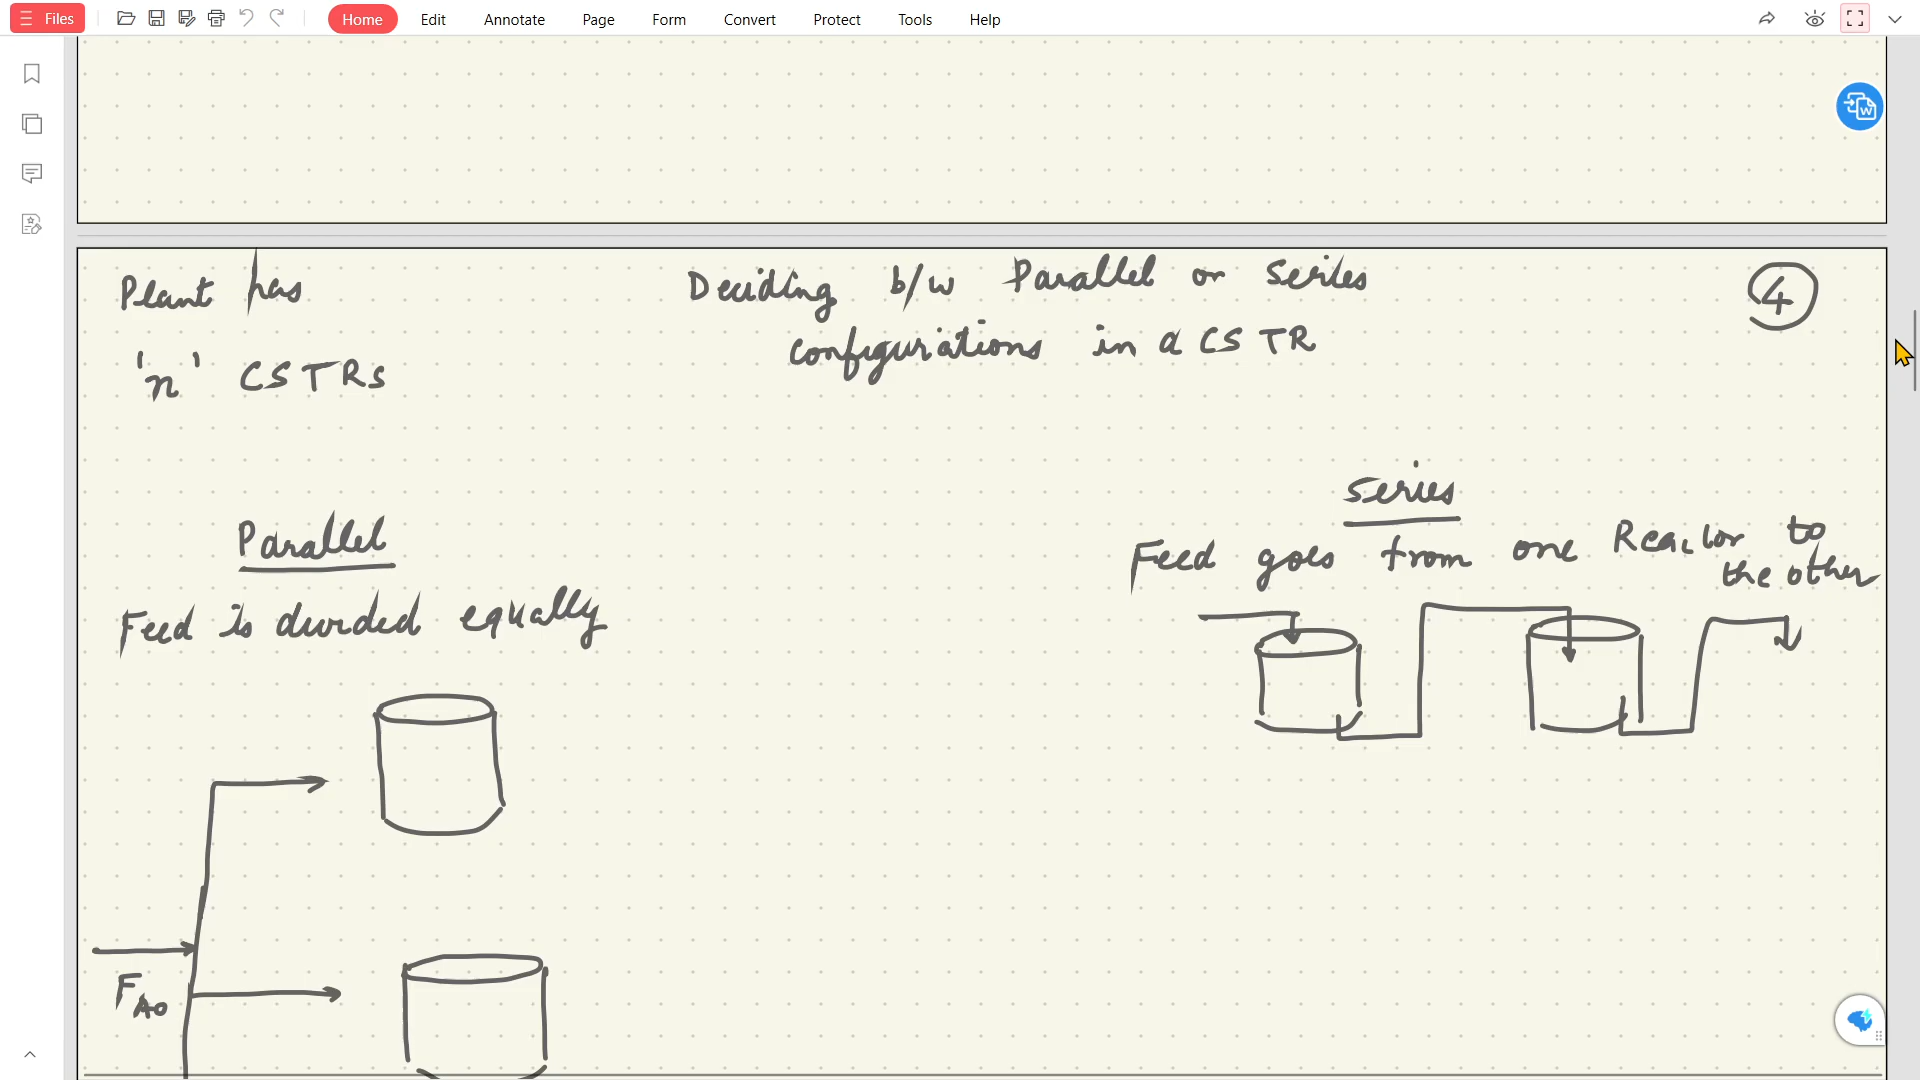 Files
Home Edit Annotate Page Form Convert Protect Tools Help
Plant has
'n' CSTRs
Deciding b/w Parallel or Series
configurations in a CSTR
4
Parallel
Feed is divided equally
Series
Feed goes from one Reactor to
the other
FA0